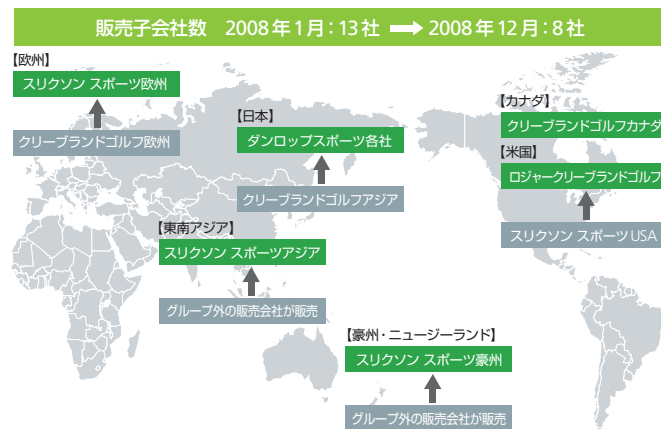 販売子会社数 2008年1月：13社 → 2008年12月：8社
【欧州】
スリクソン スポーツ欧州
クリーブランドゴルフ欧州
【日本】
ダンロップスポーツ各社
クリーブランドゴルフアジア
【東南アジア】
スリクソン スポーツアジア
グループ外の販売会社が販売
【豪州・ニュージーランド】
スリクソン スポーツ豪州
グループ外の販売会社が販売
【カナダ】
クリーブランドゴルフカナダ
【米国】
ロジャークリーブランドゴルフ
スリクソン スポーツ USA